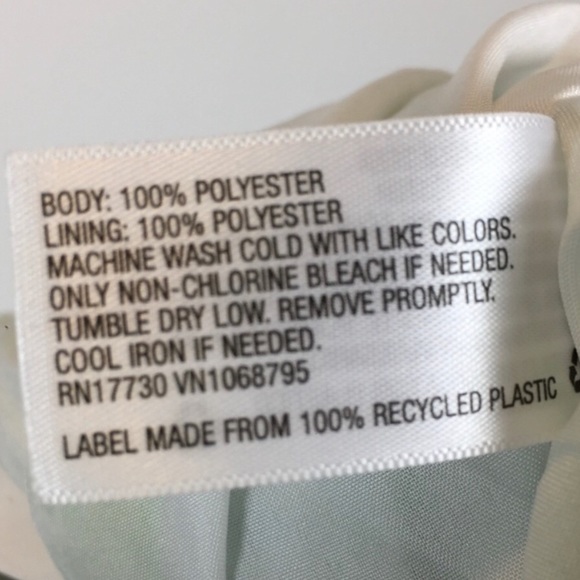 BODY: 100% POLYESTER
LINING: 100% POLYESTER
MACHINE WASH COLD WITH LIKE COLORS.
ONLY NON-CHLORINE BLEACH IF NEEDED.
TUMBLE DRY LOW. REMOVE PROMPTLY.
COOL IRON IF NEEDED.
RN17730 VN1068795
LABEL MADE FROM 100% RECYCLED PLASTIC